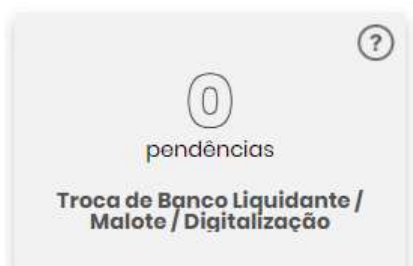 ?
0
pendências
Troca de Banco Liquidante /
Malote / Digitalização